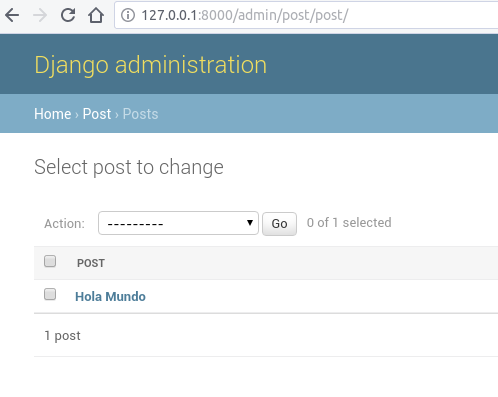 127.0.0.1:8000/admin/post/post/
Django administration
Home › Post › Posts
Select post to change
Action: --------- Go 0 of 1 selected
POST
Hola Mundo
1 post